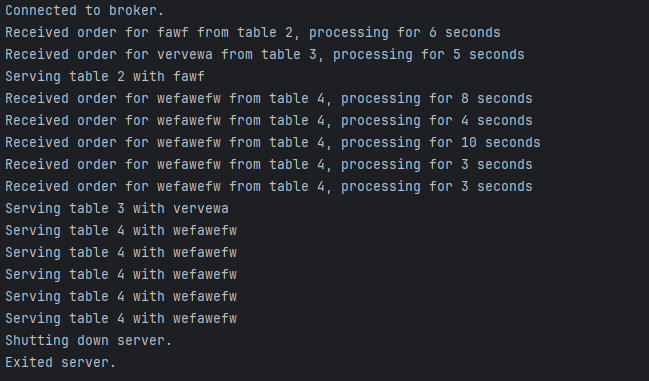 Connected to broker.
Received order for fawf from table 2, processing for 6 seconds
Received order for vervewa from table 3, processing for 5 seconds
Serving table 2 with fawf
Received order for wefawefw from table 4, processing for 8 seconds
Received order for wefawefw from table 4, processing for 4 seconds
Received order for wefawefw from table 4, processing for 10 seconds
Received order for wefawefw from table 4, processing for 3 seconds
Received order for wefawefw from table 4, processing for 3 seconds
Serving table 3 with vervewa
Serving table 4 with wefawefw
Serving table 4 with wefawefw
Serving table 4 with wefawefw
Serving table 4 with wefawefw
Serving table 4 with wefawefw
Shutting down server.
Exited server.